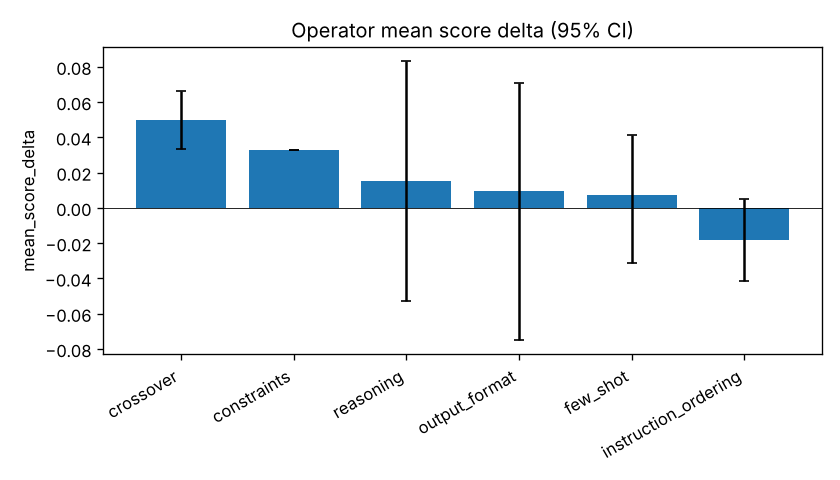 Operator mean score delta (95% CI)
mean_score_delta
0.08
0.06
0.04
0.02
0.00
−0.02
−0.04
−0.06
−0.08
crossover
constraints
reasoning
output_format
few_shot
instruction_ordering